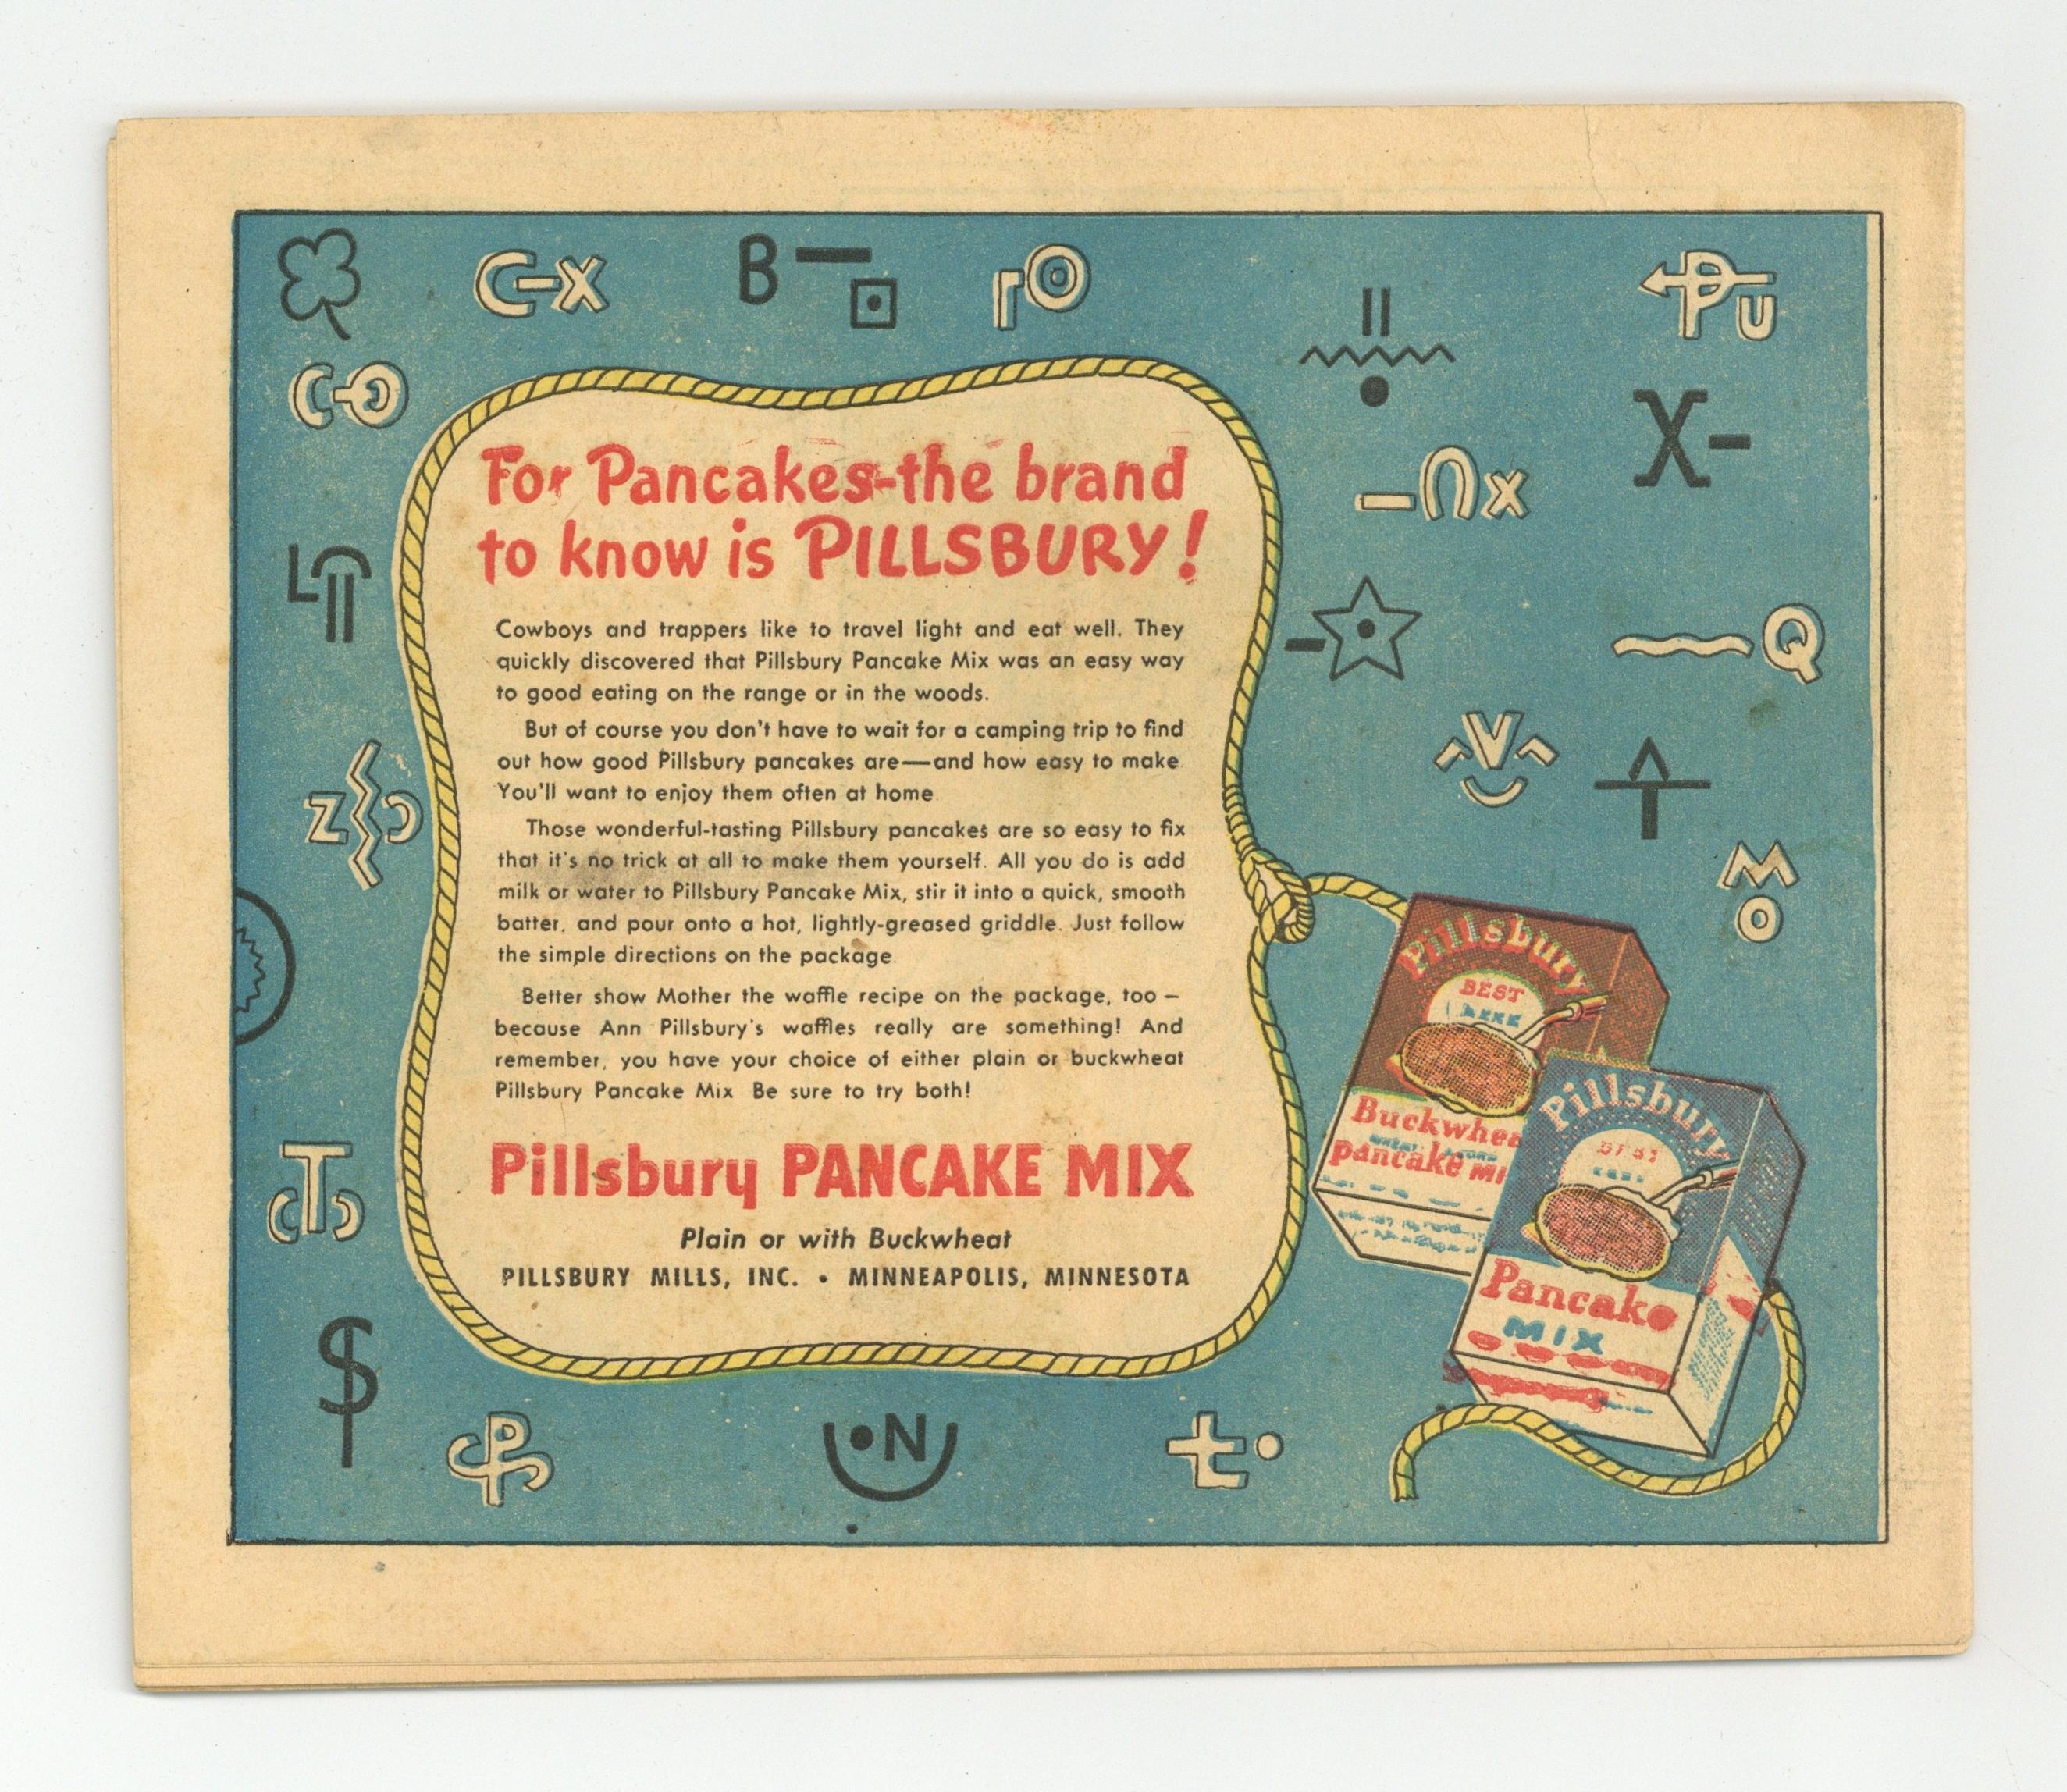 C-X
B
PU
For Pancakes-the brand
to know is PILLSBURY!
X-
Cowboys and trappers like to travel light and eat well. They
quickly discovered that Pillsbury Pancake Mix was an easy way
to good eating on the range or in the woods.
But of course you don't have to wait for a camping trip to find
out how good Pillsbury pancakes are—and how easy to make.
You'll want to enjoy them often at home.
Those wonderful-tasting Pillsbury pancakes are so easy to fix
that it's no trick at all to make them yourself. All you do is add
milk or water to Pillsbury Pancake Mix, stir it into a quick, smooth
batter, and pour onto a hot, lightly-greased griddle. Just follow
the simple directions on the package.
Better show Mother the waffle recipe on the package, too —
because Ann Pillsbury's waffles really are something! And
remember, you have your choice of either plain or buckwheat
Pillsbury Pancake Mix. Be sure to try both!
Pillsbury PANCAKE MIX
Plain or with Buckwheat
PILLSBURY MILLS, INC. • MINNEAPOLIS, MINNESOTA
Q
V
M
O
Pillsbury
BEST
Buckwhea
Pancake MI
Pillsbury
Pancake
MIX
$
N
t